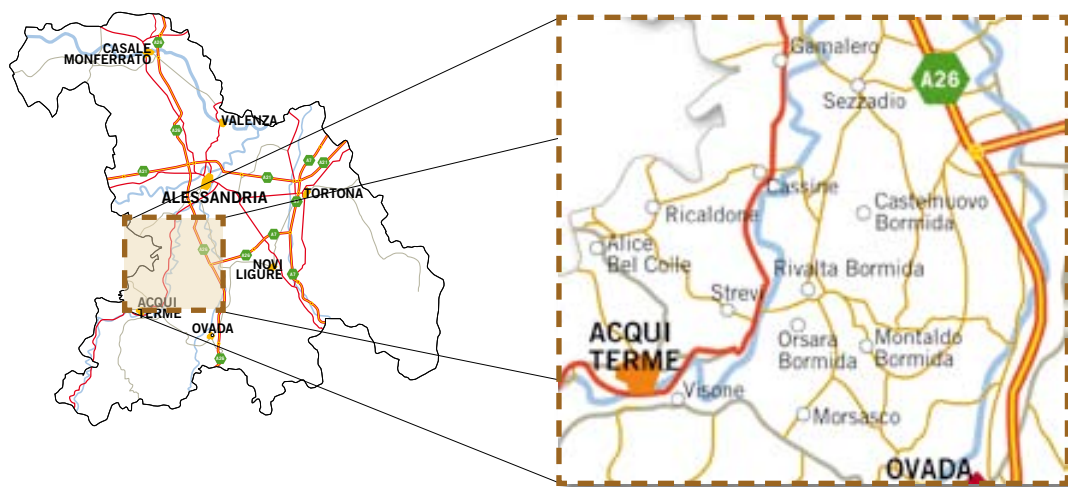 CASALE
MONFERRATO
VALENZA
ALESSANDRIA
TORTONA
NOVI
LIGURE
ACQUI
TERME
OVADA
Gamalero
A26
Sezzadio
Cassine
Ricaldone
Castelnuovo
Bormida
Alice
Bel Colle
Rivalta Bormida
Strevi
ACQUI
TERME
Orsara
Bormida
Montaldo
Bormida
Visone
Morsasco
OVADA